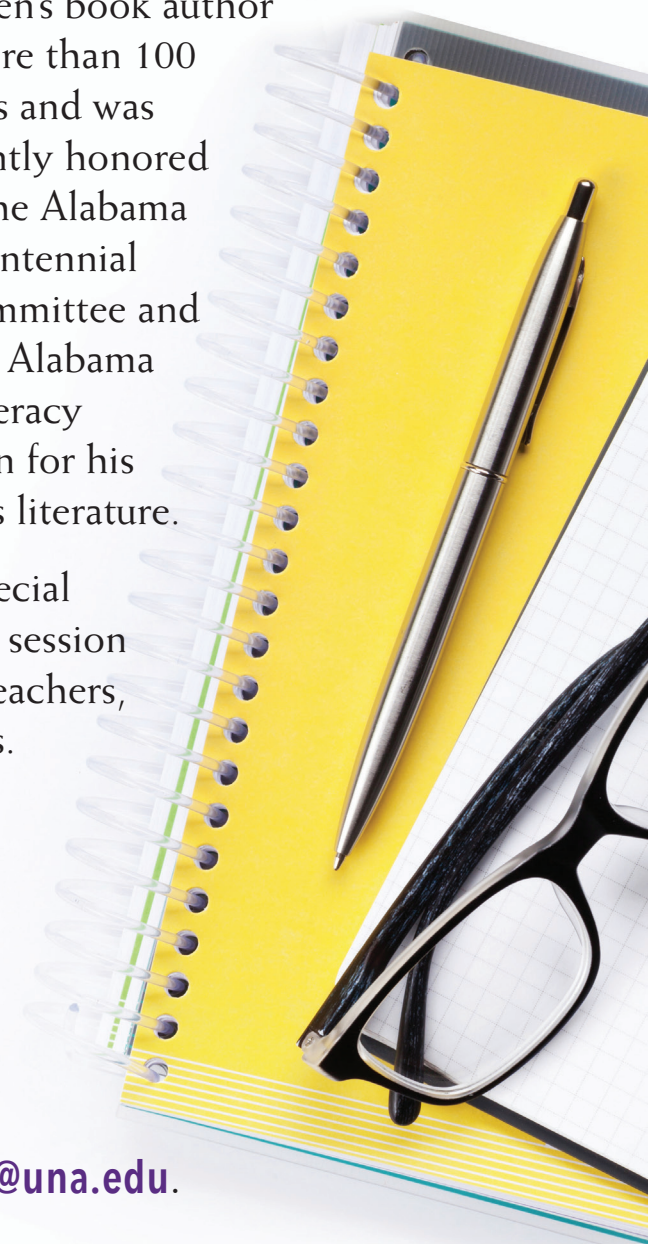 en's book author
re than 100
s and was
ntly honored
he Alabama
entennial
mmittee and
Alabama
eracy
n for his
s literature.
ecial
session
eachers,
s.
@una.edu.